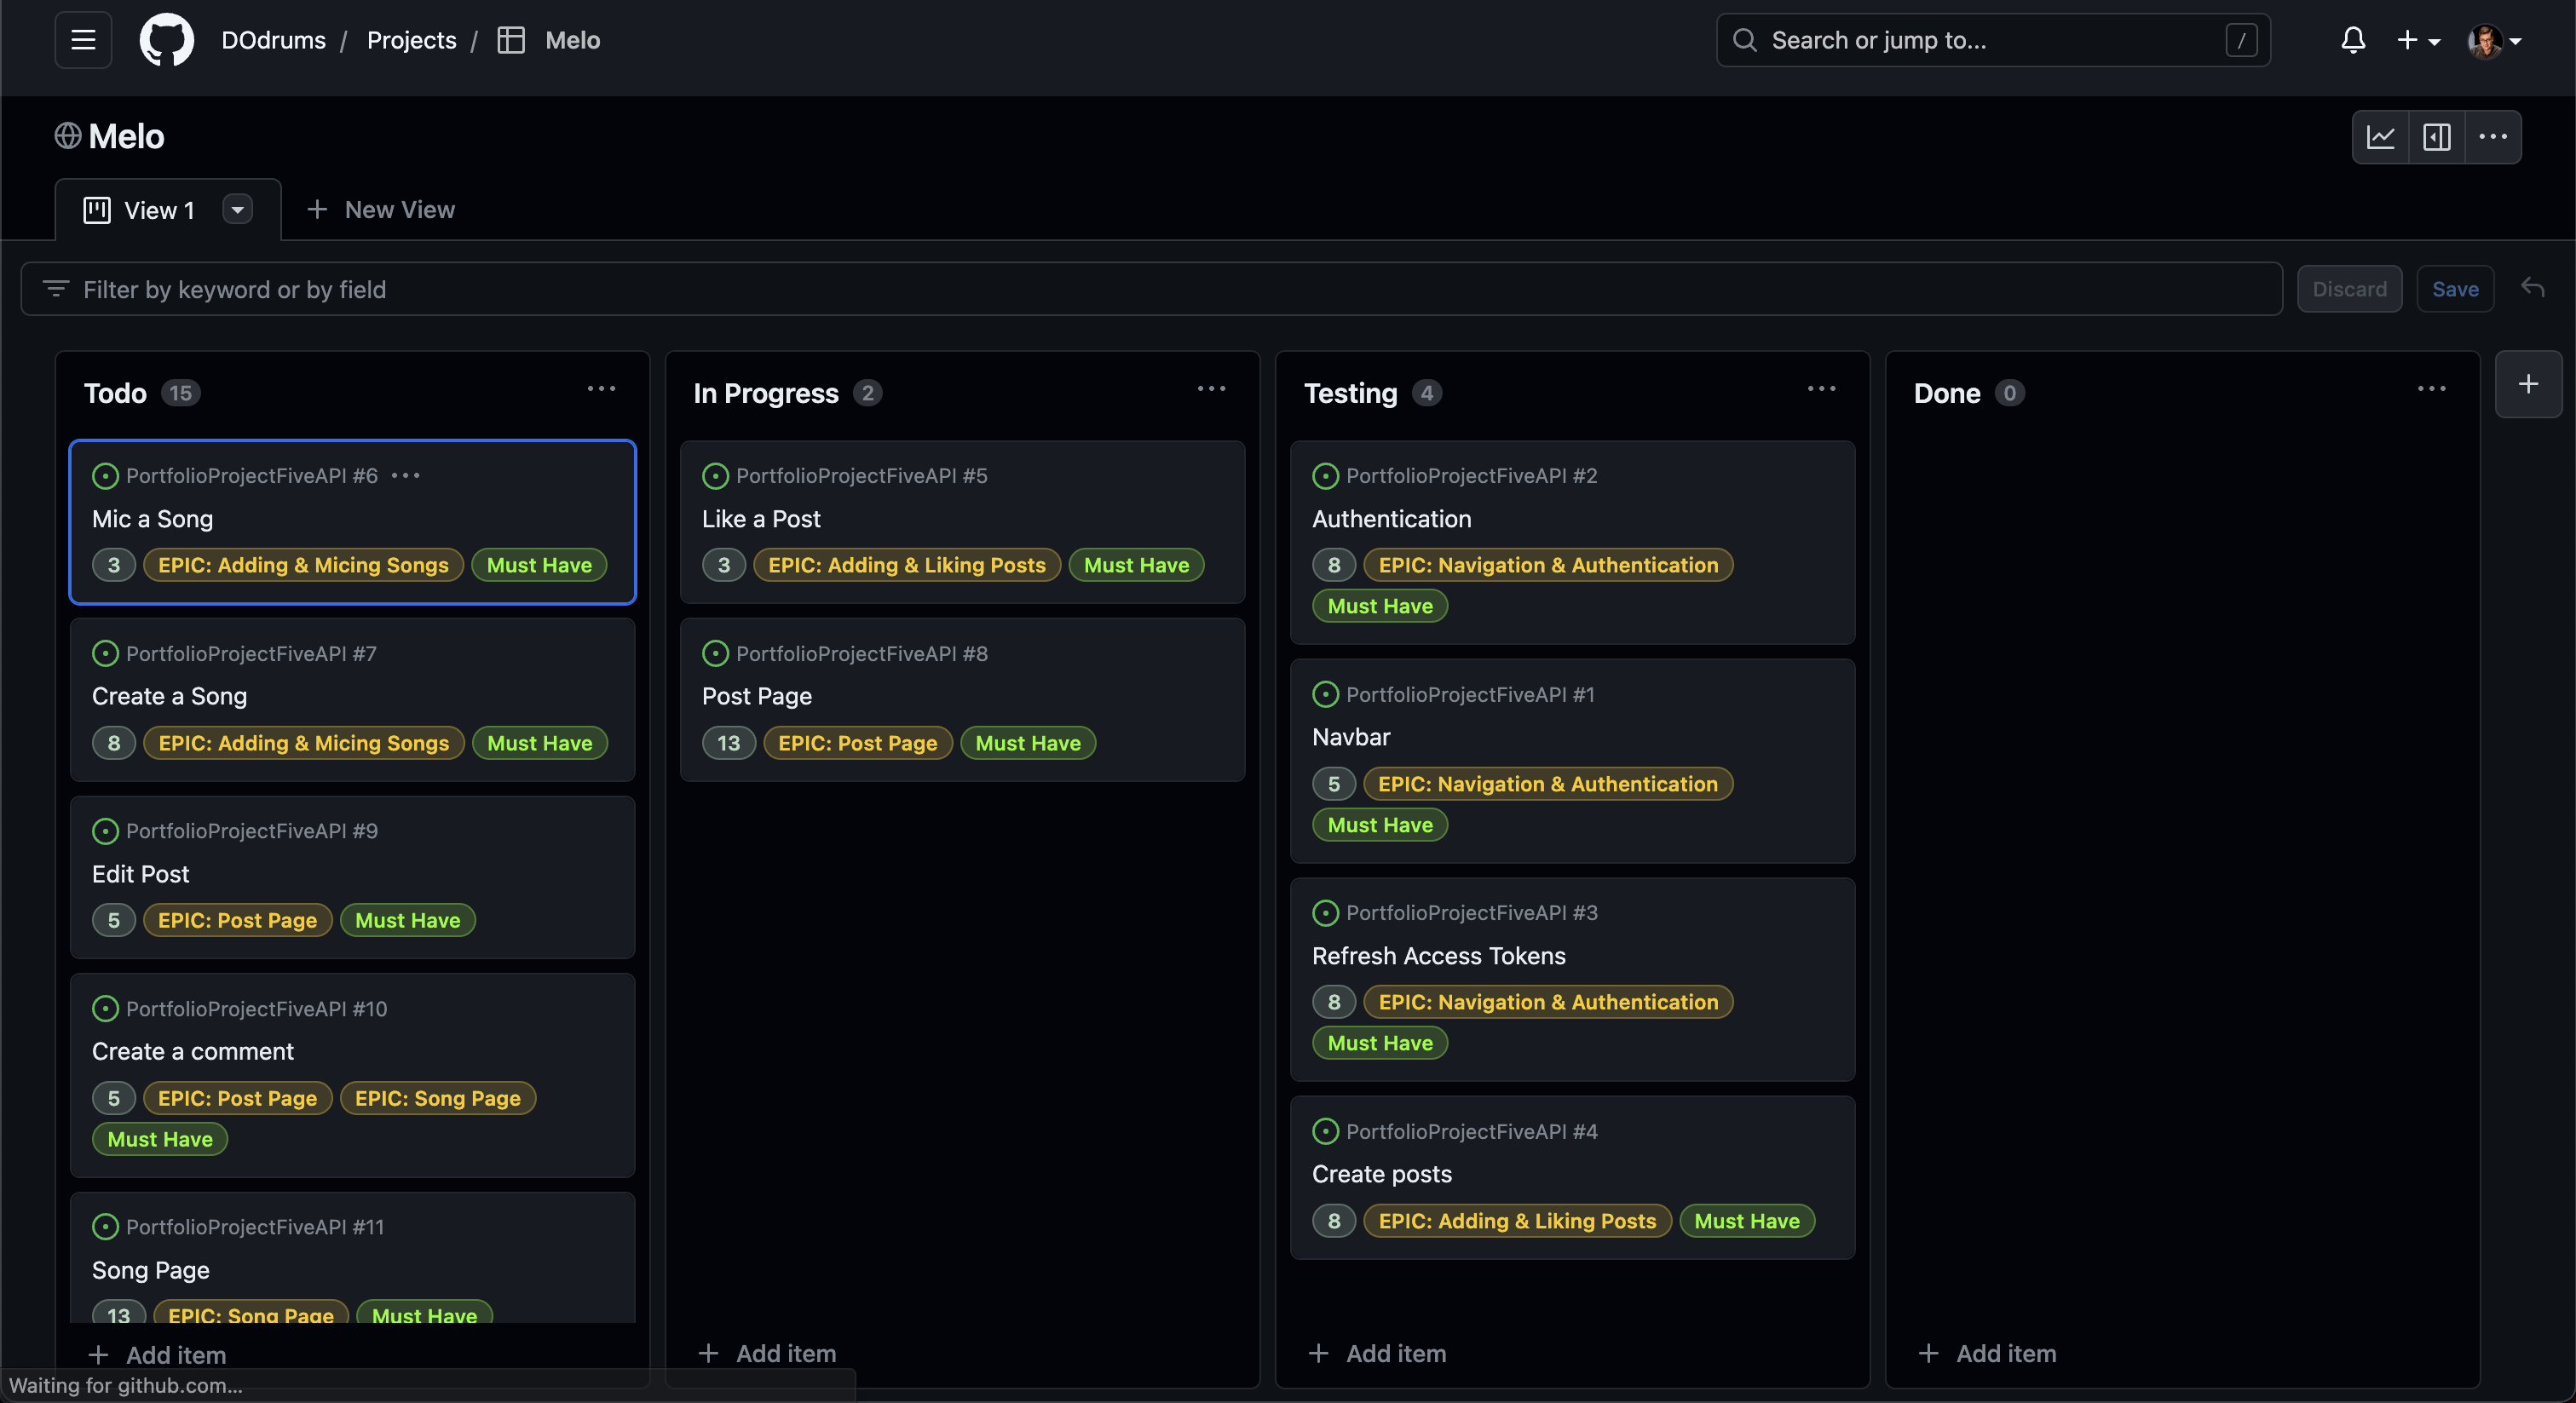 DOdrums / Projects / Melo
Search or jump to... /
Melo
View 1
New View
Filter by keyword or by field
Discard
Save
Todo 15
PortfolioProjectFiveAPI #6
Mic a Song
3 EPIC: Adding & Micing Songs Must Have
PortfolioProjectFiveAPI #7
Create a Song
8 EPIC: Adding & Micing Songs Must Have
PortfolioProjectFiveAPI #9
Edit Post
5 EPIC: Post Page Must Have
PortfolioProjectFiveAPI #10
Create a comment
5 EPIC: Post Page EPIC: Song Page
Must Have
PortfolioProjectFiveAPI #11
Song Page
13 EPIC: Song Page Must Have
Add item
In Progress 2
PortfolioProjectFiveAPI #5
Like a Post
3 EPIC: Adding & Liking Posts Must Have
PortfolioProjectFiveAPI #8
Post Page
13 EPIC: Post Page Must Have
Add item
Testing 4
PortfolioProjectFiveAPI #2
Authentication
8 EPIC: Navigation & Authentication
Must Have
PortfolioProjectFiveAPI #1
Navbar
5 EPIC: Navigation & Authentication
Must Have
PortfolioProjectFiveAPI #3
Refresh Access Tokens
8 EPIC: Navigation & Authentication
Must Have
PortfolioProjectFiveAPI #4
Create posts
8 EPIC: Adding & Liking Posts Must Have
Add item
Done 0
Add item
Waiting for github.com...